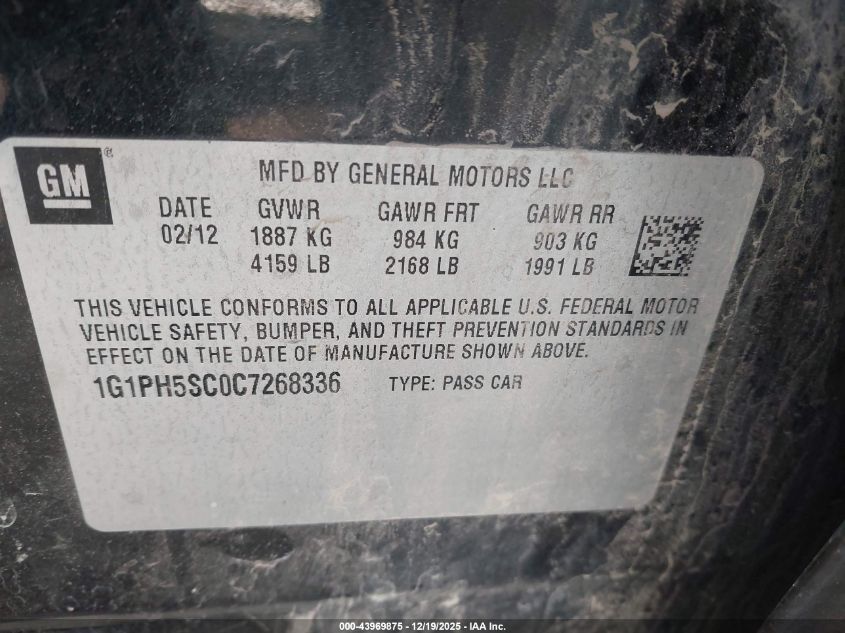 GM
MFD BY GENERAL MOTORS LLC
DATE GVWR GAWR FRT GAWR RR
02/12 1887 KG 984 KG 903 KG
4159 LB 2168 LB 1991 LB
THIS VEHICLE CONFORMS TO ALL APPLICABLE U.S. FEDERAL MOTOR
VEHICLE SAFETY, BUMPER, AND THEFT PREVENTION STANDARDS IN
EFFECT ON THE DATE OF MANUFACTURE SHOWN ABOVE.
1G1PH5SC0C7268336 TYPE: PASS CAR
000-43969875 - 12/19/2025 - IAA Inc.